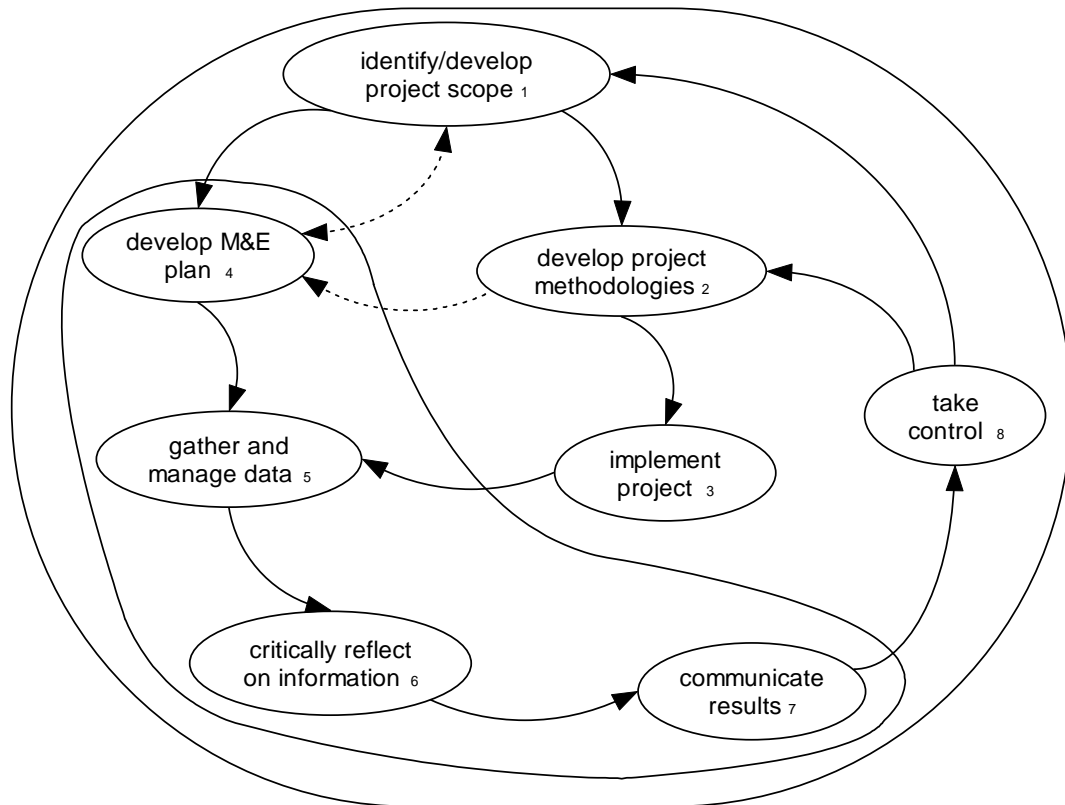 identify/develop
project scope 1
develop M&E
plan 4
develop project
methodologies 2
take
control 8
gather and
manage data 5
implement
project 3
critically reflect
on information 6
communicate
results 7